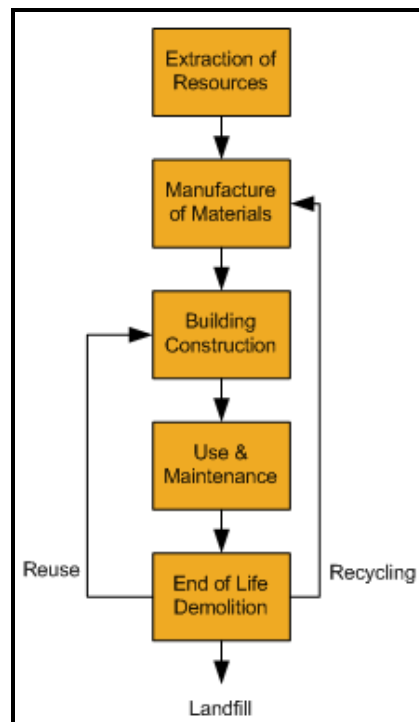 Extraction of
Resources
Manufacture
of Materials
Building
Construction
Use &
Maintenance
Reuse
End of Life
Demolition
Recycling
Landfill